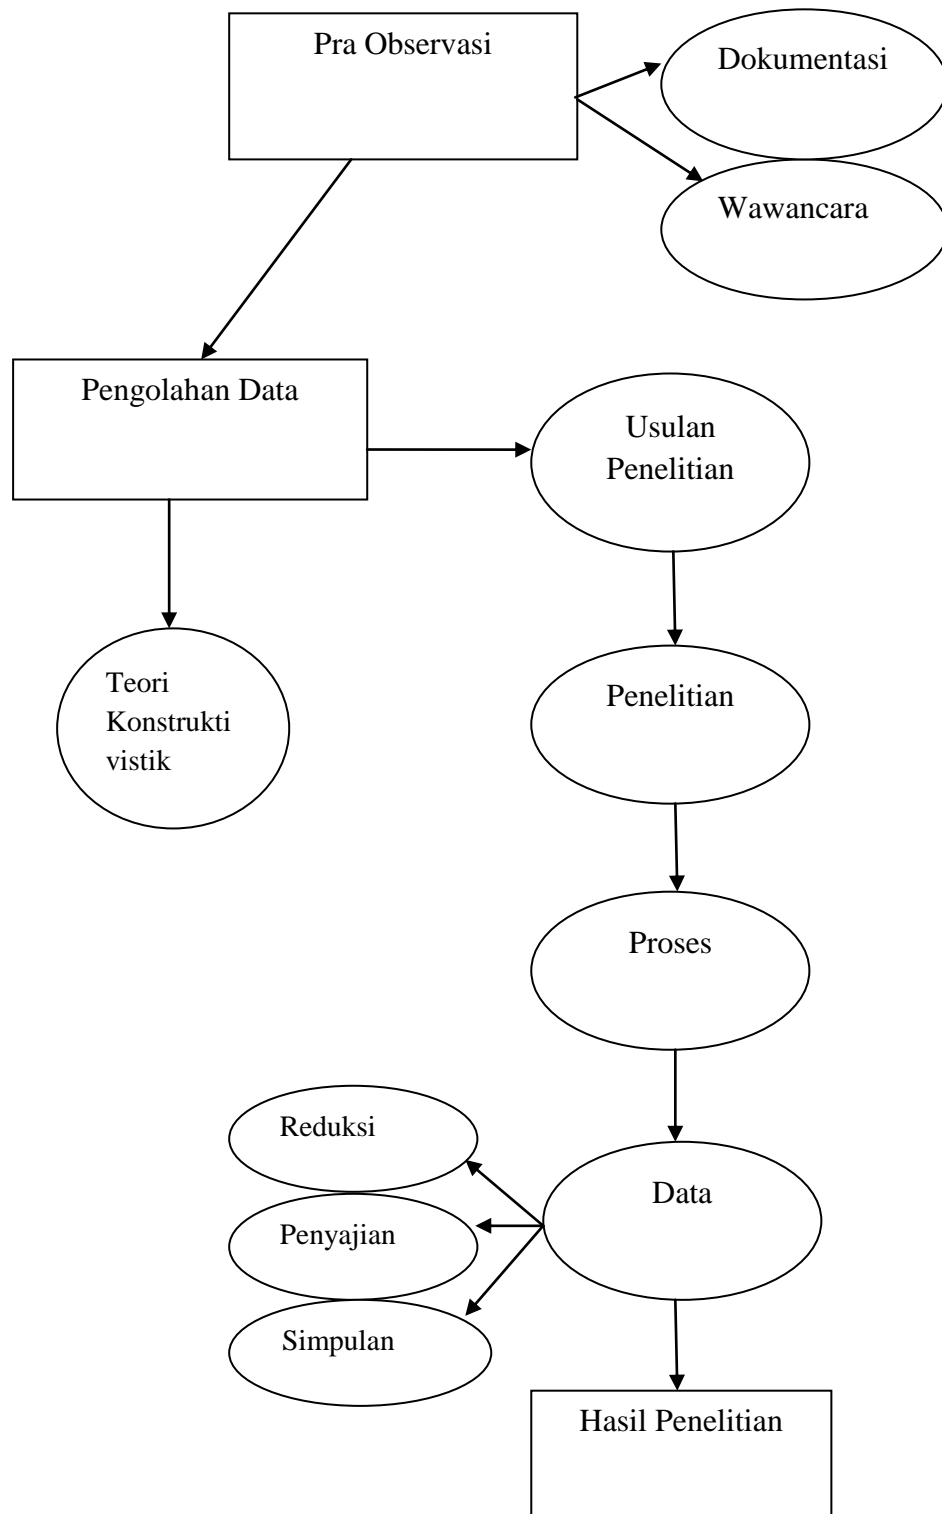 Pra Observasi
Dokumentasi
Wawancara
Pengolahan Data
Usulan
Penelitian
Teori
Konstrukti
vistik
Penelitian
Proses
Reduksi
Data
Penyajian
Simpulan
Hasil Penelitian